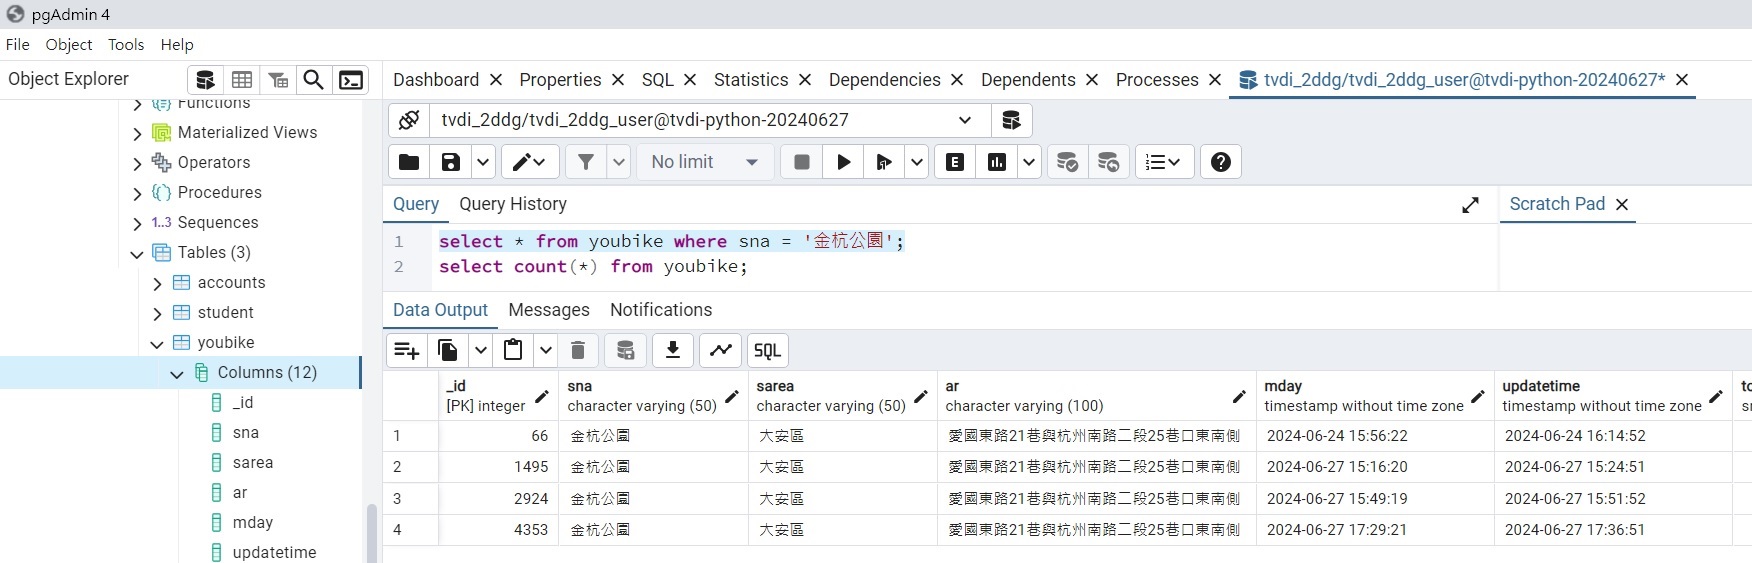 pgAdmin 4
File Object Tools Help
Object Explorer
Dashboard Properties SQL Statistics Dependencies Dependents Processes tvdi_2ddg/tvdi_2ddg_user@tvdi-python-20240627*
Functions
Materialized Views
Operators
Procedures
1..3 Sequences
Tables (3)
accounts
student
youbike
Columns (12)
_id
sna
sarea
ar
mday
updatetime
tvdi_2ddg/tvdi_2ddg_user@tvdi-python-20240627
No limit E
Query Query History
Scratch Pad
1 select * from youbike where sna = '金杭公園';
2 select count(*) from youbike;
Data Output Messages Notifications
SQL
_id sna sarea ar mday updatetime
[PK] integer character varying (50) character varying (50) character varying (100) timestamp without time zone timestamp without time zone
1 66 金杭公園 大安區 愛國東路21巷與杭州南路二段25巷口東南側 2024-06-24 15:56:22 2024-06-24 16:14:52
2 1495 金杭公園 大安區 愛國東路21巷與杭州南路二段25巷口東南側 2024-06-27 15:16:20 2024-06-27 15:24:51
3 2924 金杭公園 大安區 愛國東路21巷與杭州南路二段25巷口東南側 2024-06-27 15:49:19 2024-06-27 15:51:52
4 4353 金杭公園 大安區 愛國東路21巷與杭州南路二段25巷口東南側 2024-06-27 17:29:21 2024-06-27 17:36:51